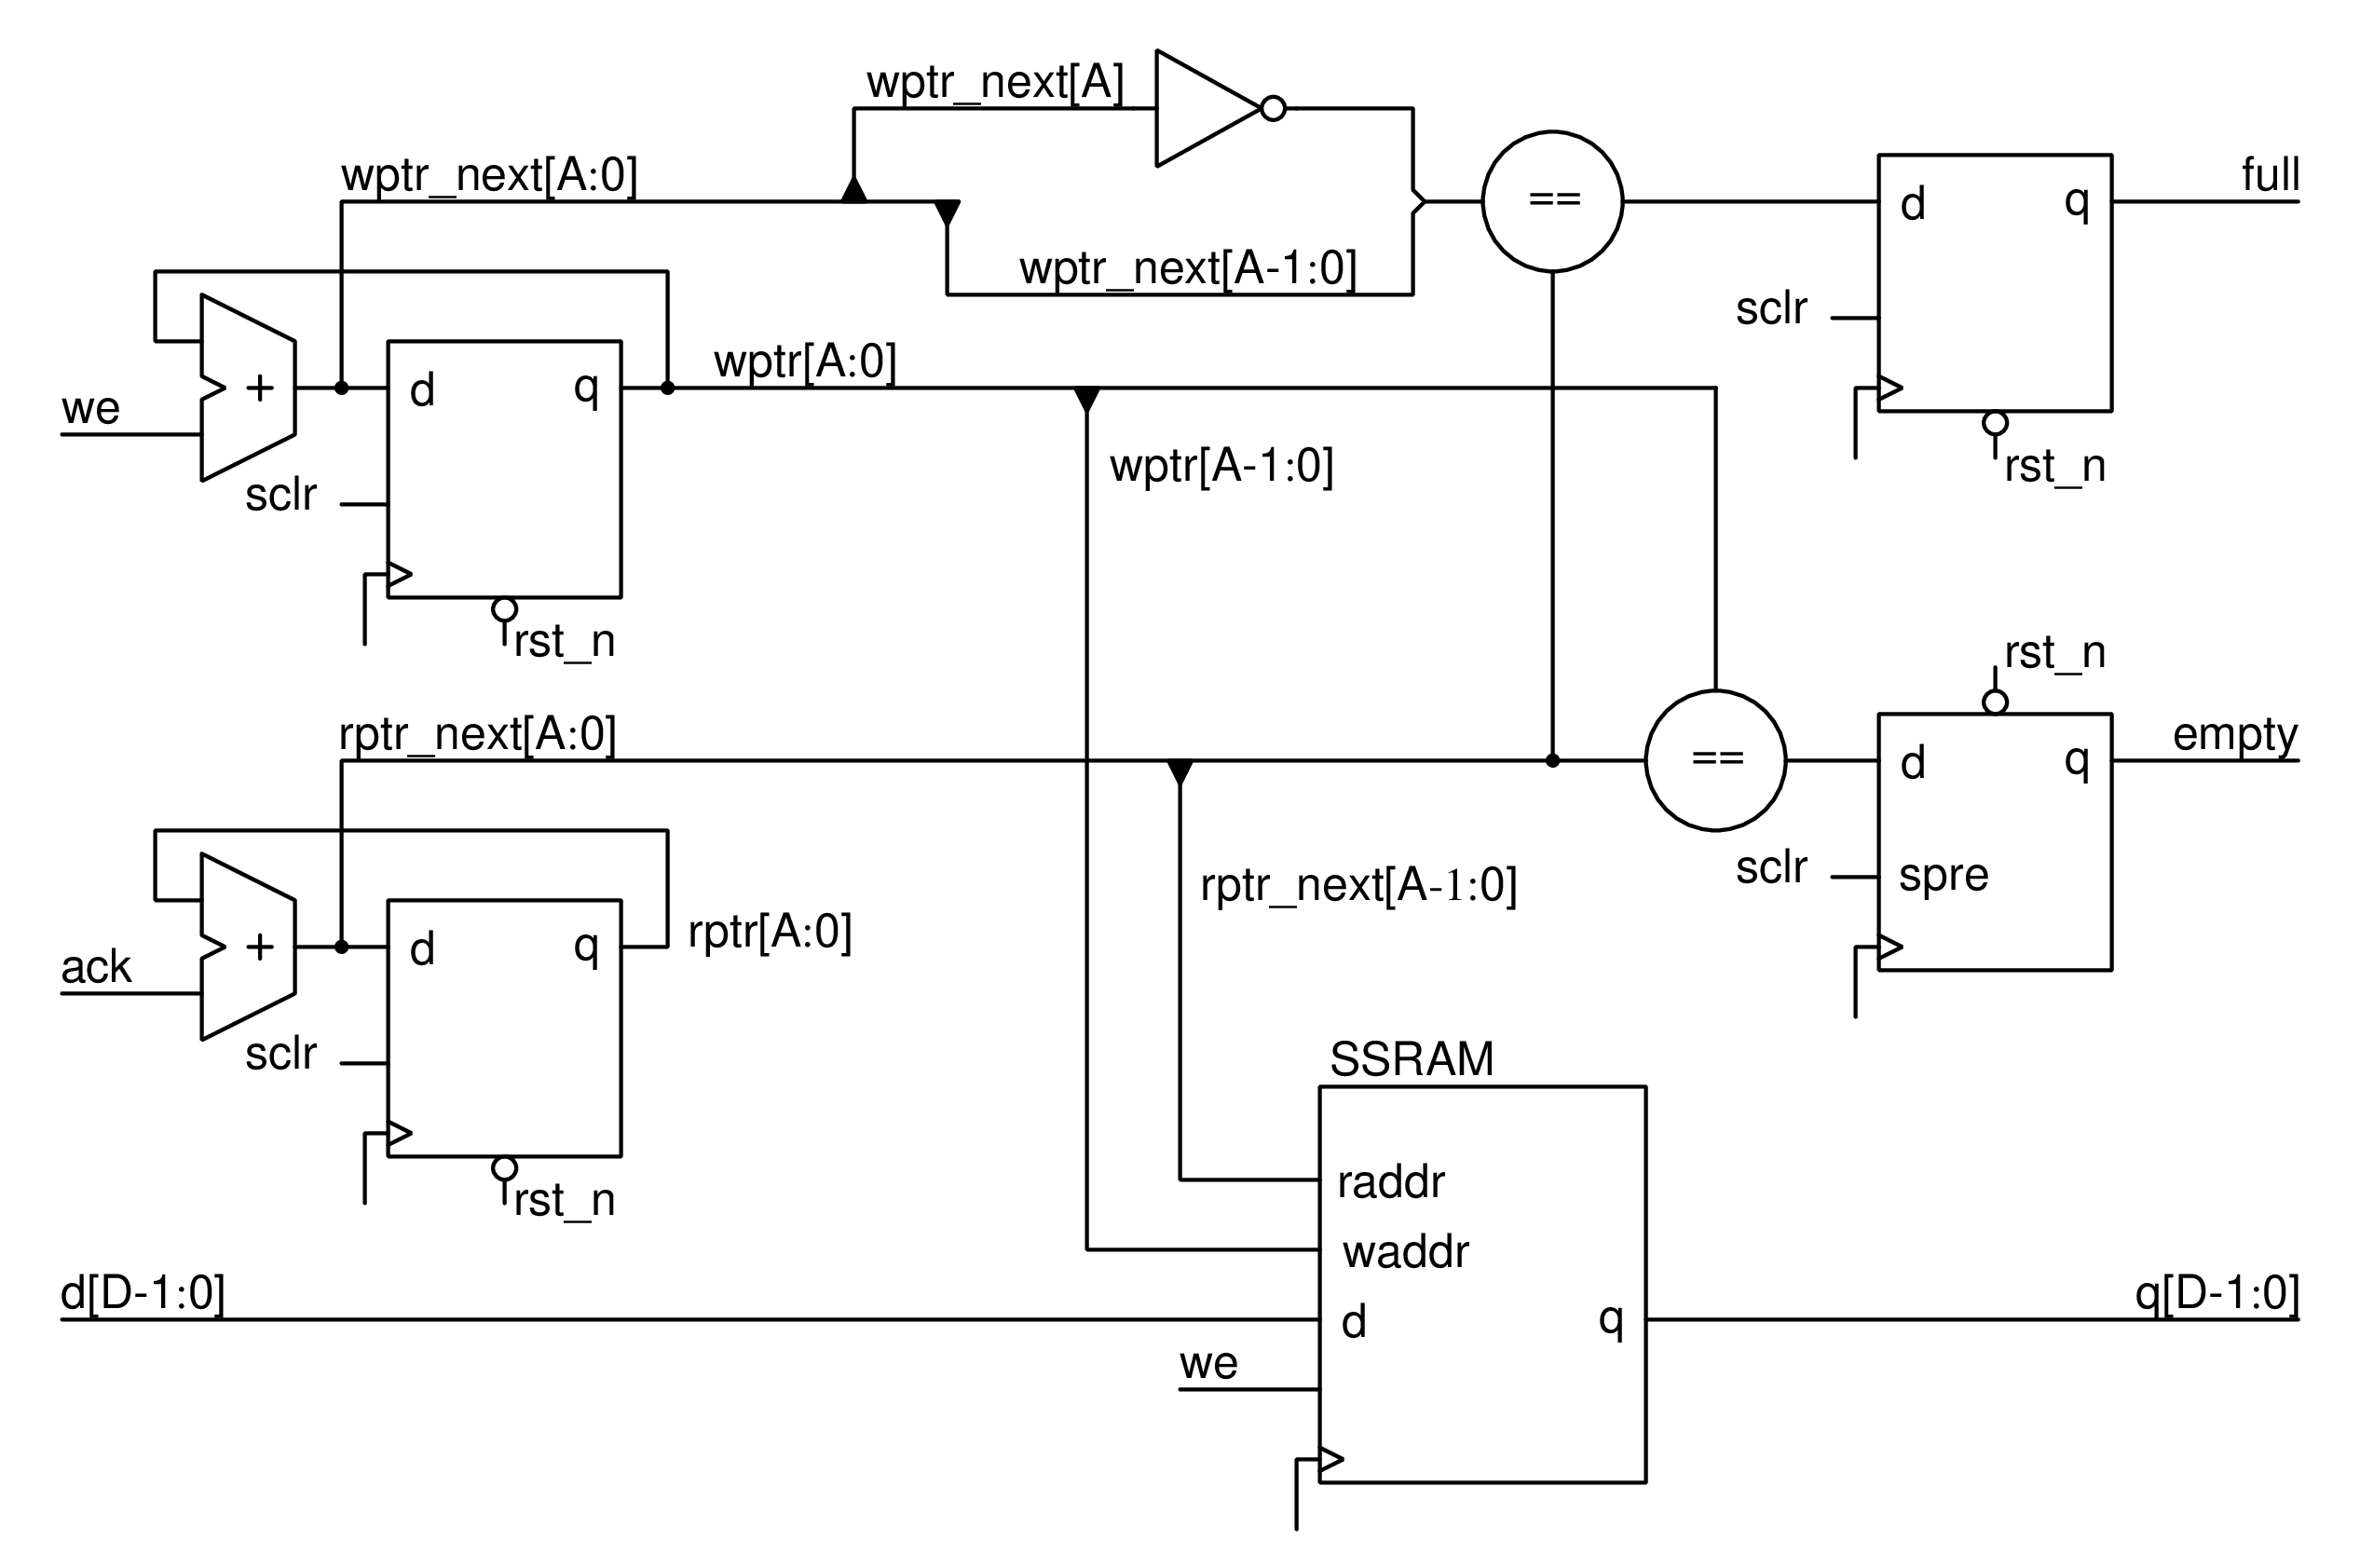 wptr_next[A]
wptr_next[A:0]
==
d
q
full
wptr_next[A-1:0]
sclr
+
d
q
wptr[A:0]
we
wptr[A-1:0]
rst_n
sclr
rst_n
rst_n
rptr_next[A:0]
==
d
q
empty
sclr
spre
rptr_next[A-1:0]
+
d
q
rptr[A:0]
ack
sclr
SSRAM
raddr
rst_n
waddr
d[D-1:0]
d
q
q[D-1:0]
we